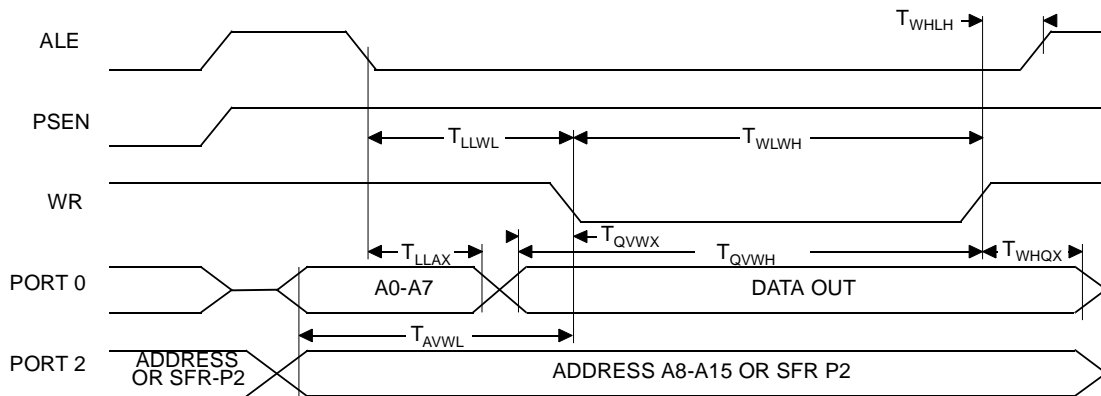 T_WHLH
ALE
PSEN
T_LLWL
T_WLWH
WR
T_QVWX
T_LLAX
T_QVWH
T_WHQX
PORT 0
A0-A7
DATA OUT
T_AVWL
PORT 2
ADDRESS
OR SFR-P2
ADDRESS A8-A15 OR SFR P2